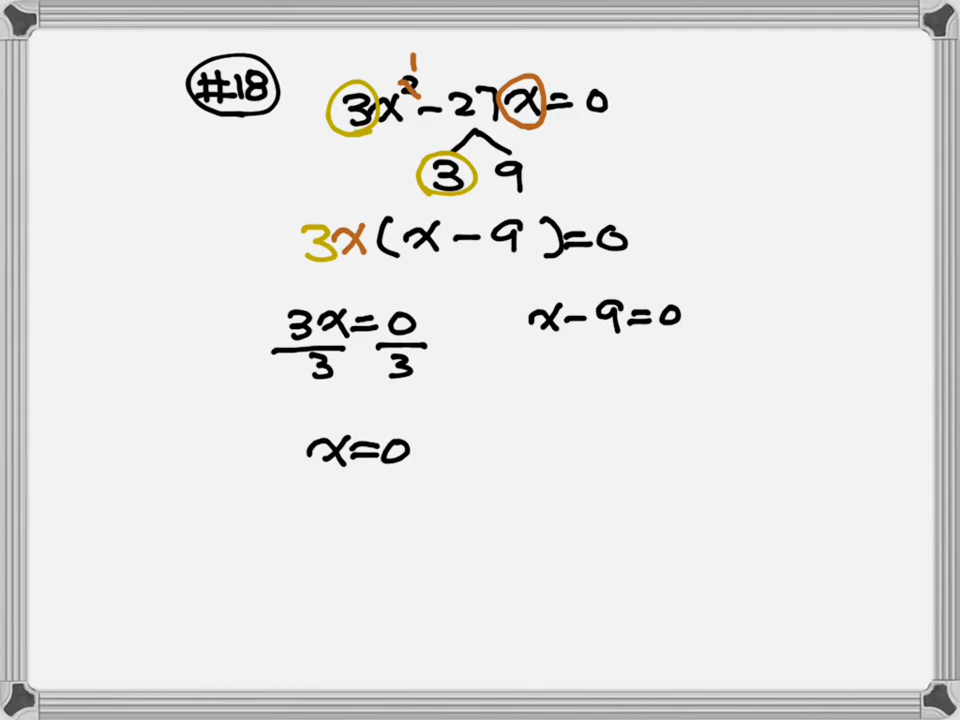 #18
3x² - 27x = 0
1
3 9
3x(x - 9) = 0
3x = 0 x - 9 = 0
3 3
x = 0